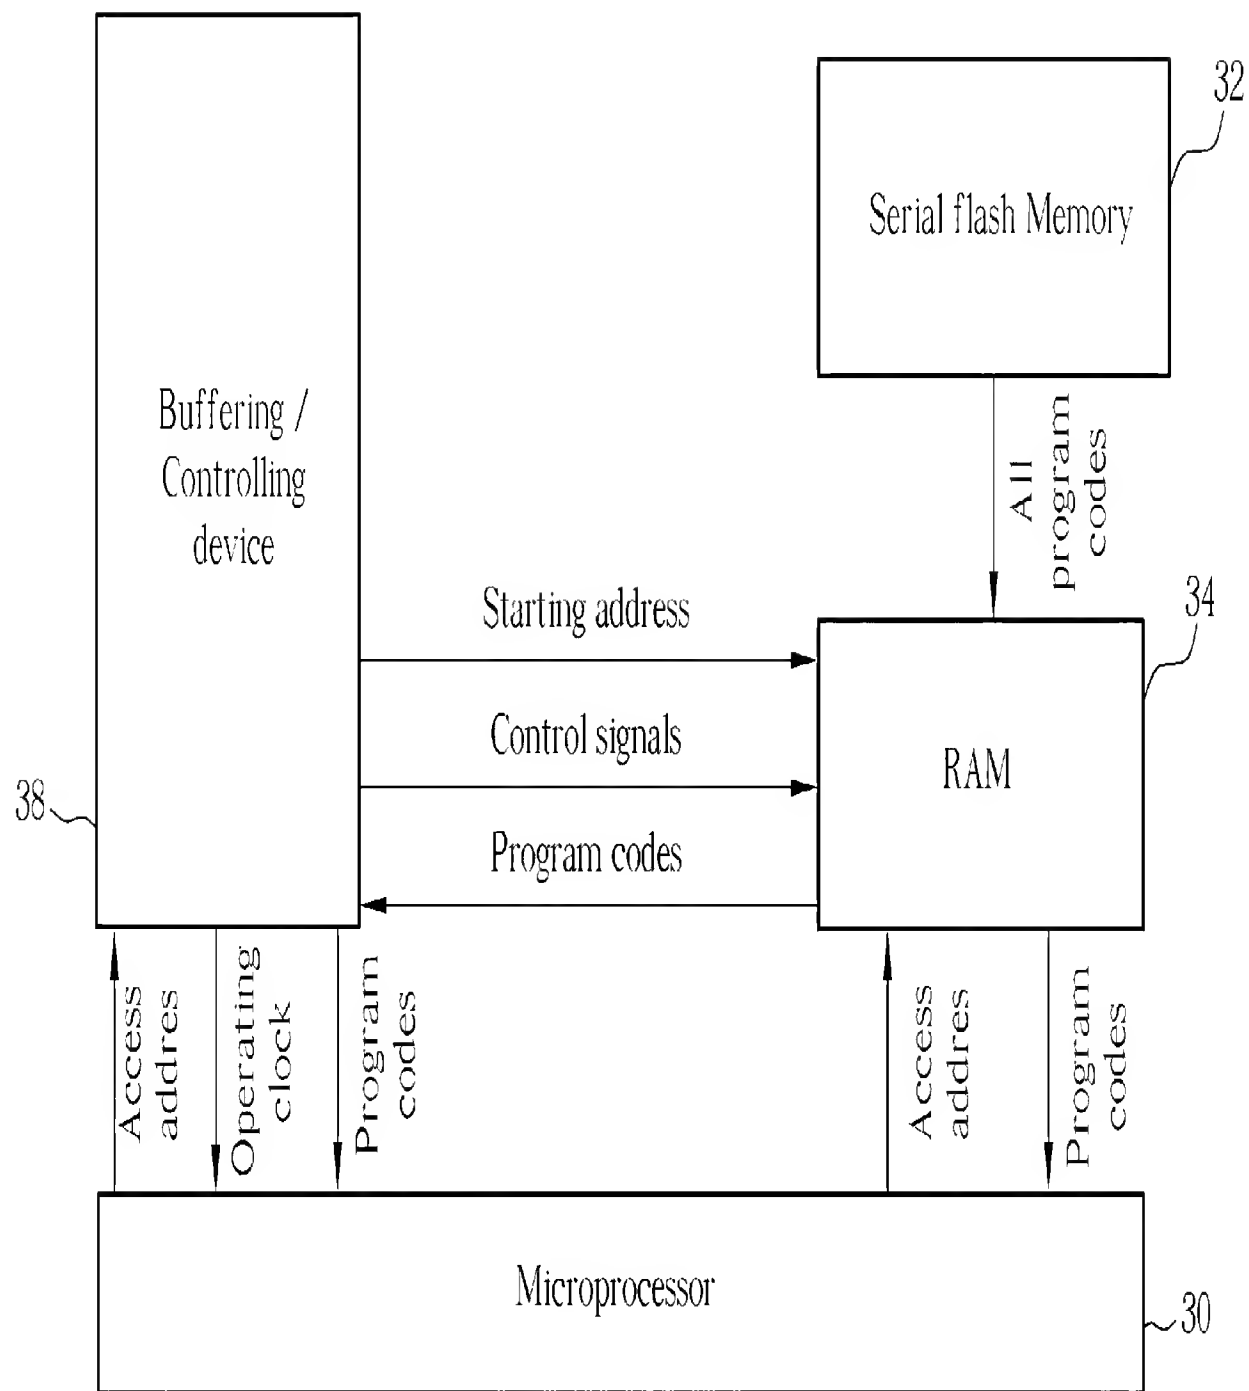 32
Serial flash Memory
Buffering /
Controlling
device
All
program
codes
Starting address
34
Control signals
RAM
38
Program codes
Access
addres
Operating
clock
Program
codes
Access
addres
Program
codes
Microprocessor
30